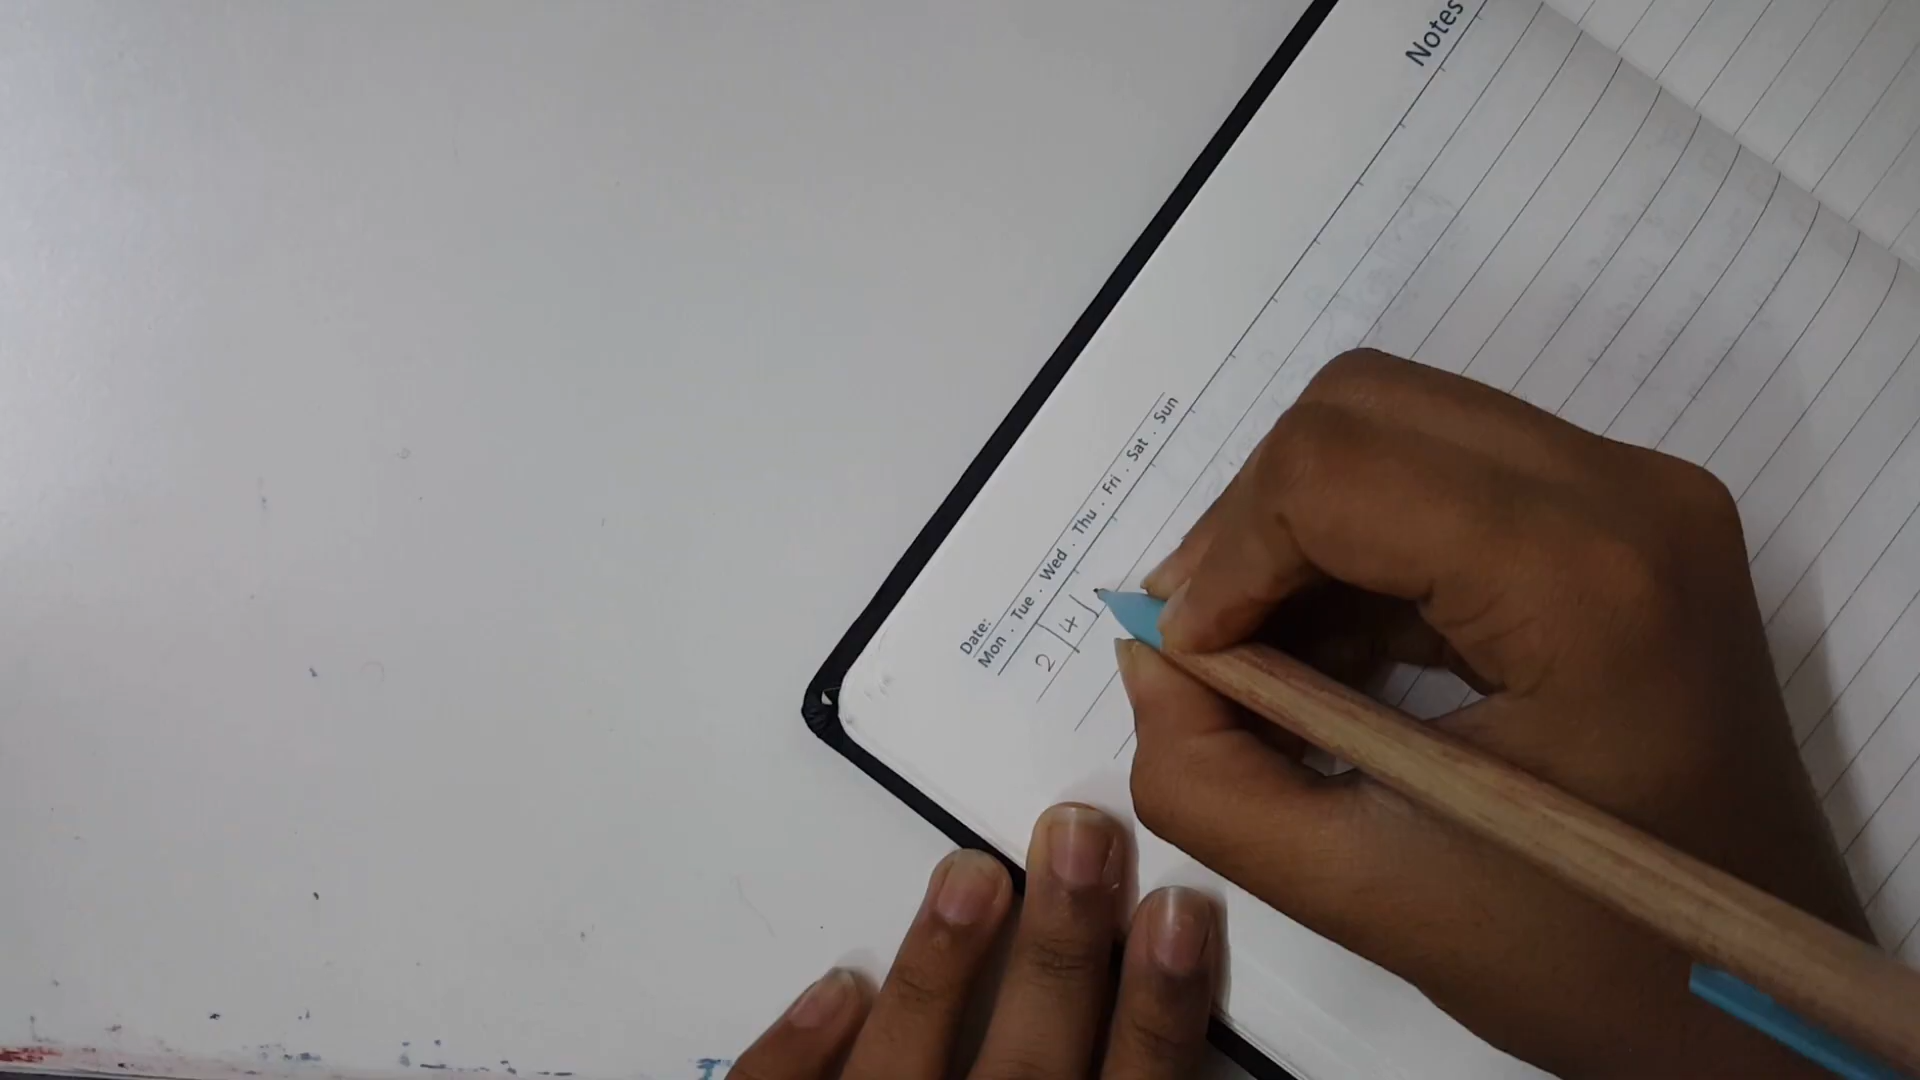 Notes
Date:
Mon . Tue . Wed . Thu . Fri . Sat . Sun
2|4|